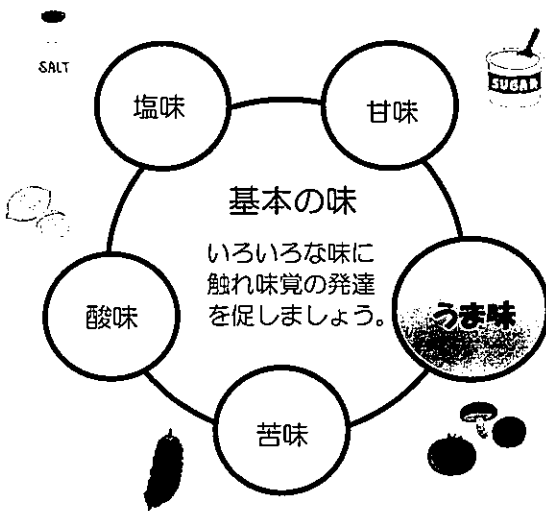 SALT
塩味
甘味
SUGAR
基本の味
いろいろな味に
触れ味覚の発達
を促しましょう。
酸味
うま味
苦味